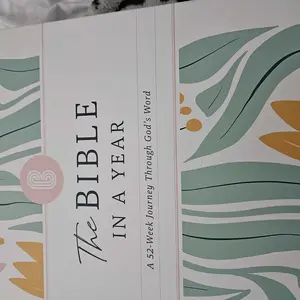 The BIBLE
IN A YEAR
A 52-Week Journey Through God's Word
B